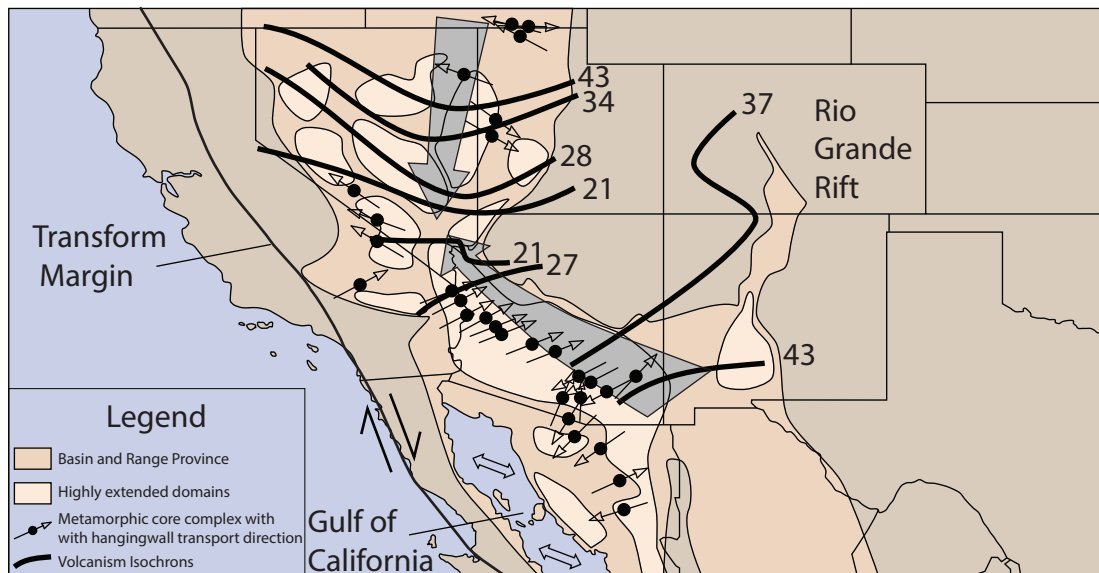 43
34
28
21
37
Rio
Grande
Rift
Transform
Margin
21
27
43
Legend
Basin and Range Province
Highly extended domains
Metamorphic core complex with
with hangingwall transport direction
Volcanism Isochrons
Gulf of
California